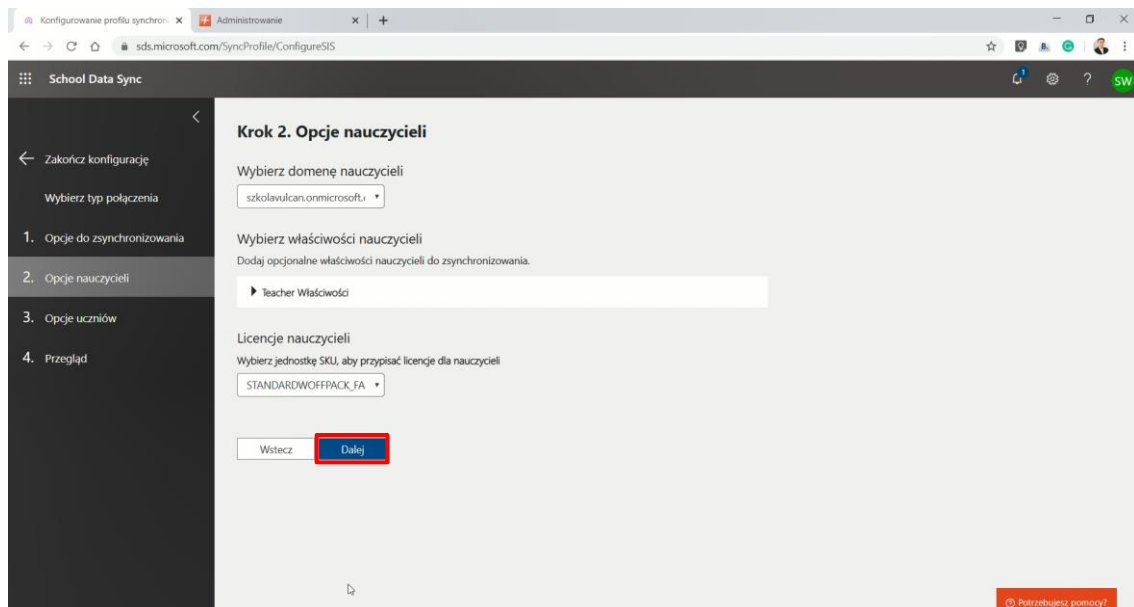 Konfigurowanie profilu synchron
Administrowanie
sds.microsoft.com/SyncProfile/ConfigureSIS
School Data Sync
1
?
SW
Zakończ konfigurację
Wybierz typ połączenia
1. Opcje do zsynchronizowania
2. Opcje nauczycieli
3. Opcje uczniów
4. Przegląd
Krok 2. Opcje nauczycieli
Wybierz domenę nauczycieli
szkolavulcan.onmicrosoft.
Wybierz właściwości nauczycieli
Dodaj opcjonalne właściwości nauczycieli do zsynchronizowania.
Teacher Właściwości
Licencje nauczycieli
Wybierz jednostkę SKU, aby przypisać licencje dla nauczycieli
STANDARDWOFFPACK_FA
Wstecz Dalej
Potrzebujesz pomocy?